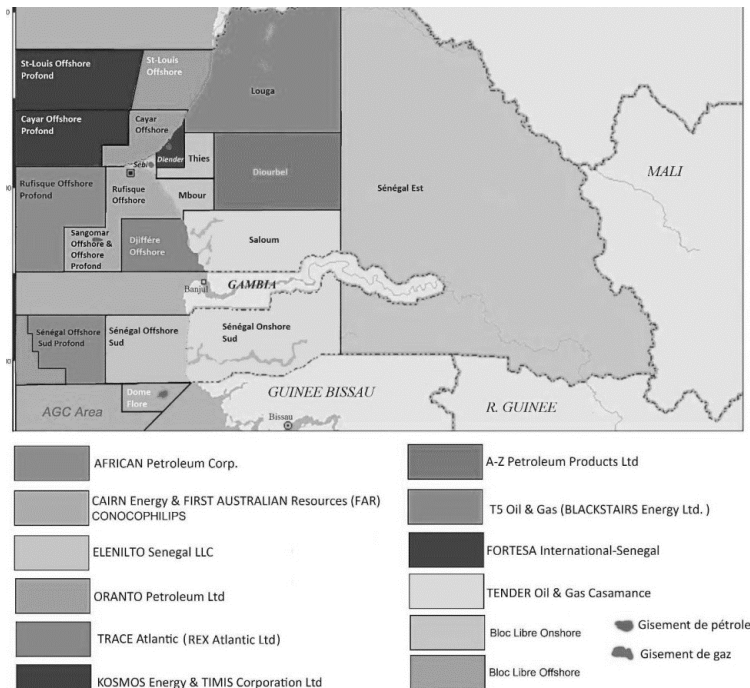 St-Louis Offshore
Profond
St-Louis
Offshore
Louga
Cayar Offshore
Profond
Cayar
Offshore
Sebi
Diender
Thies
MALI
Rufisque Offshore
Profond
Rufisque
Offshore
Mbour
Diourbel
Sénégal Est
Sangomar
Offshore &
Offshore
Profond
Djiffére
Offshore
Saloum
Banjul
GAMBIA
Sénégal Offshore
Sud Profond
Sénégal Offshore
Sud
Sénégal Onshore
Sud
AGC Area
Dome
Flore
GUINEE BISSAU
Bissau
R. GUINEE
AFRICAN Petroleum Corp.
CAIRN Energy & FIRST AUSTRALIAN Resources (FAR)
CONOCOPHILIPS
ELENILTO Senegal LLC
ORANTO Petroleum Ltd
TRACE Atlantic (REX Atlantic Ltd)
KOSMOS Energy & TIMIS Corporation Ltd
A-Z Petroleum Products Ltd
T5 Oil & Gas (BLACKSTAIRS Energy Ltd.)
FORTESA International-Senegal
TENDER Oil & Gas Casamance
Bloc Libre Onshore
Bloc Libre Offshore
Gisement de pétrole
Gisement de gaz